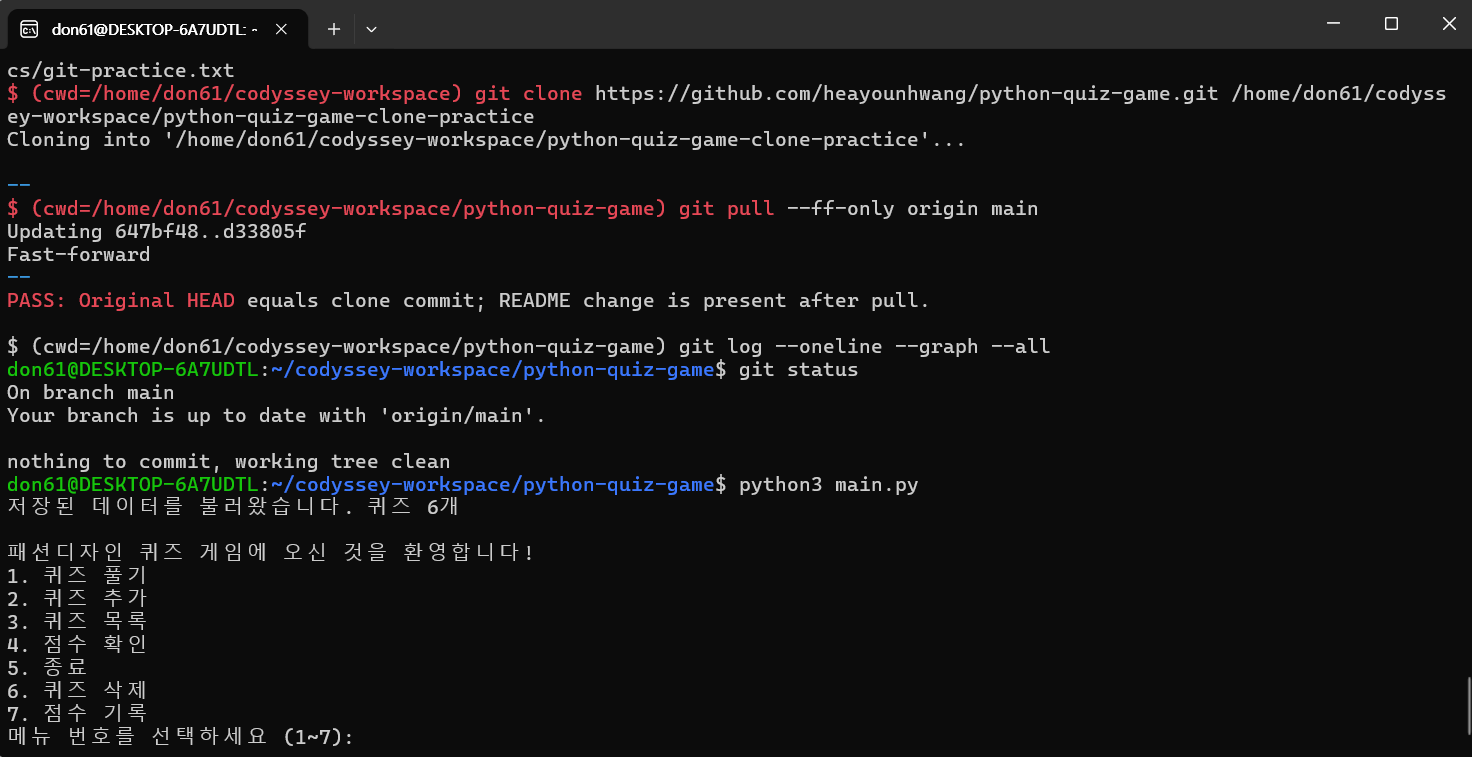 don61@DESKTOP-6A7UDTL: ~
cs/git-practice.txt
$ (cwd=/home/don61/codyssey-workspace) git clone https://github.com/heayounhwang/python-quiz-game.git /home/don61/codyss
ey-workspace/python-quiz-game-clone-practice
Cloning into '/home/don61/codyssey-workspace/python-quiz-game-clone-practice'...
--
$ (cwd=/home/don61/codyssey-workspace/python-quiz-game) git pull --ff-only origin main
Updating 647bf48..d33805f
Fast-forward
--
PASS: Original HEAD equals clone commit; README change is present after pull.
$ (cwd=/home/don61/codyssey-workspace/python-quiz-game) git log --oneline --graph --all
don61@DESKTOP-6A7UDTL:~/codyssey-workspace/python-quiz-game$ git status
On branch main
Your branch is up to date with 'origin/main'.
nothing to commit, working tree clean
don61@DESKTOP-6A7UDTL:~/codyssey-workspace/python-quiz-game$ python3 main.py
저장된 데이터를 불러왔습니다. 퀴즈 6개
패션디자인 퀴즈 게임에 오신 것을 환영합니다!
1. 퀴즈 풀기
2. 퀴즈 추가
3. 퀴즈 목록
4. 점수 확인
5. 종료
6. 퀴즈 삭제
7. 점수 기록
메뉴 번호를 선택하세요 (1~7):